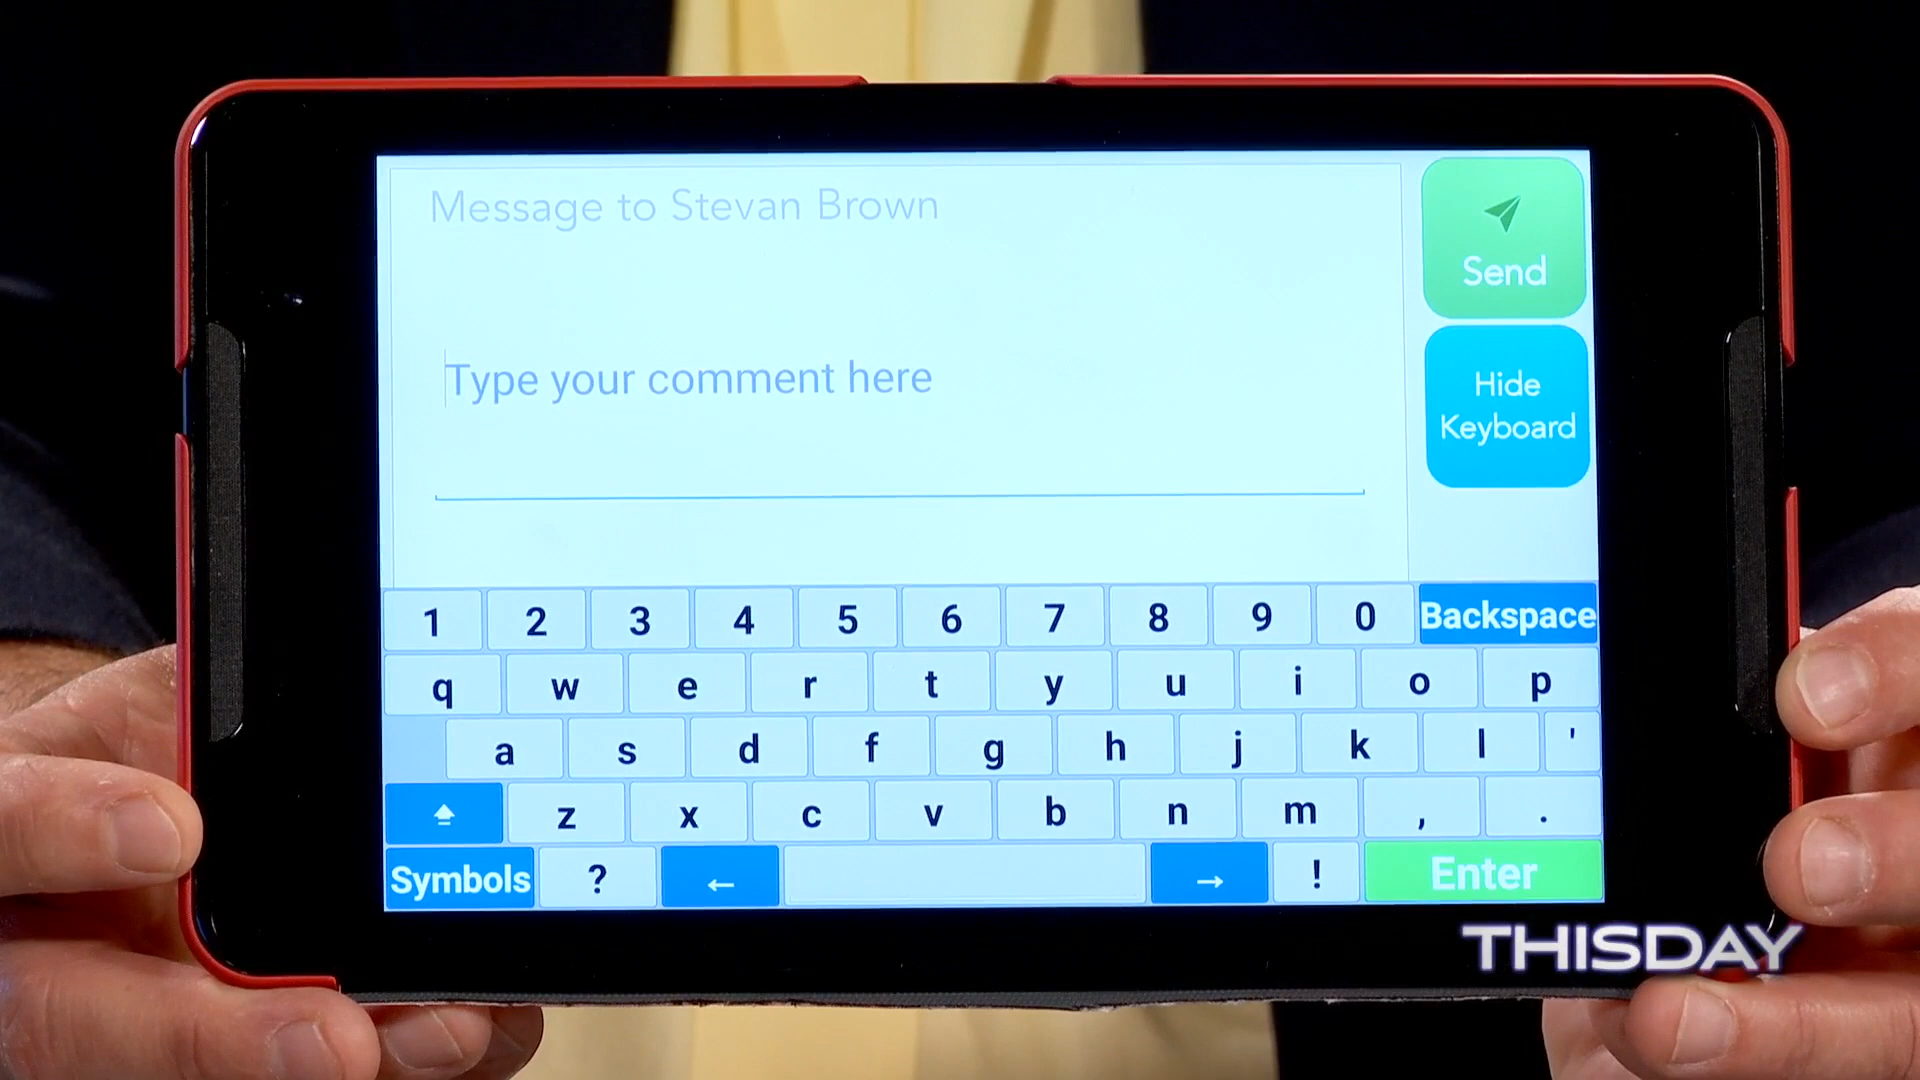 Message to Stevan Brown
Send
Type your comment here
Hide
Keyboard
1 2 3 4 5 6 7 8 9 0 Backspace
q w e r t y u i o p
a s d f g h j k l '
z x c v b n m , .
Symbols ? ← → ! Enter
THISDAY